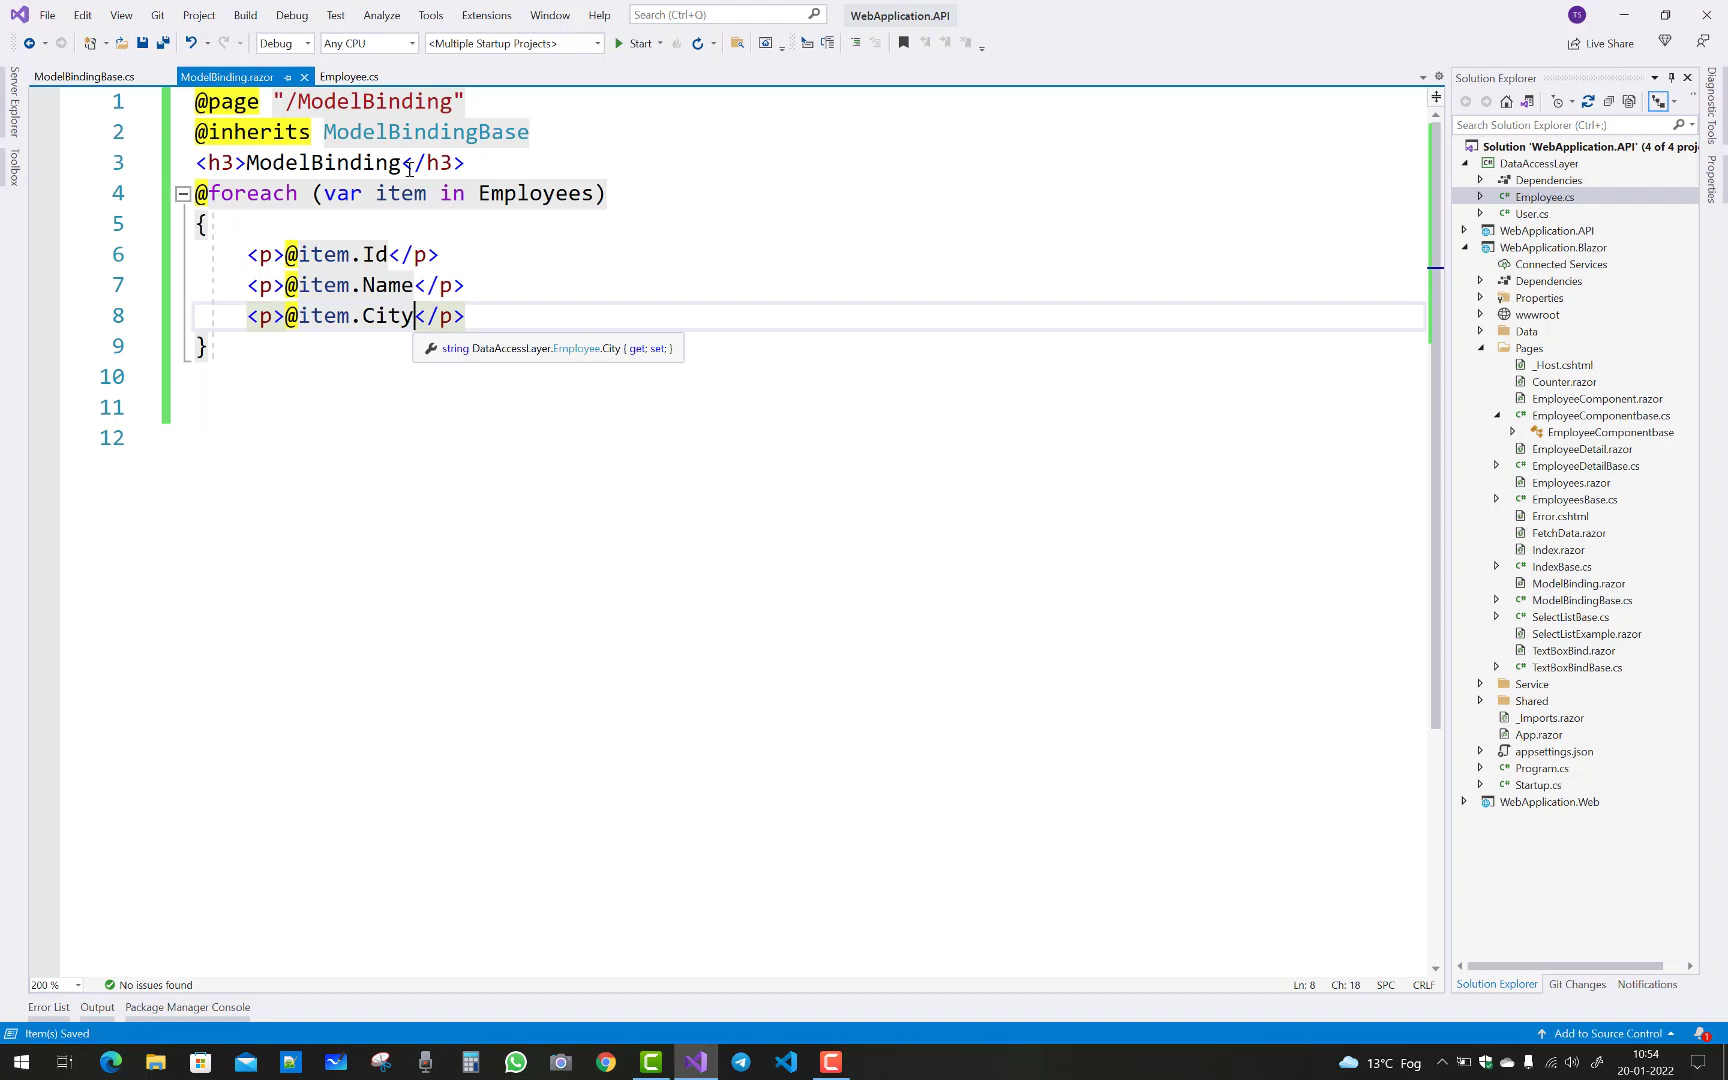 File Edit View Git Project Build Debug Test Analyze Tools Extensions Window Help Search (Ctrl+Q) WebApplication.API TS
Debug Any CPU <Multiple Startup Projects> Start Live Share
ModelBindingBase.cs ModelBinding.razor Employee.cs
Server Explorer
Toolbox
1 @page "/ModelBinding"
2 @inherits ModelBindingBase
3 <h3>ModelBinding</h3>
4 @foreach (var item in Employees)
5 {
6 <p>@item.Id</p>
7 <p>@item.Name</p>
8 <p>@item.City</p>
9 }
string DataAccessLayer.Employee.City { get; set; }
10
11
12
200 % No issues found Ln: 8 Ch: 18 SPC CRLF
Error List Output Package Manager Console
Solution Explorer
Search Solution Explorer (Ctrl+;)
Solution 'WebApplication.API' (4 of 4 proj
DataAccessLayer
Dependencies
Employee.cs
User.cs
WebApplication.API
WebApplication.Blazor
Connected Services
Dependencies
Properties
wwwroot
Data
Pages
_Host.cshtml
Counter.razor
EmployeeComponent.razor
EmployeeComponentbase.cs
EmployeeComponentbase
EmployeeDetail.razor
EmployeeDetailBase.cs
Employees.razor
EmployeesBase.cs
Error.cshtml
FetchData.razor
Index.razor
IndexBase.cs
ModelBinding.razor
ModelBindingBase.cs
SelectListBase.cs
SelectListExample.razor
TextBoxBind.razor
TextBoxBindBase.cs
Service
Shared
_Imports.razor
App.razor
appsettings.json
Program.cs
Startup.cs
WebApplication.Web
Solution Explorer Git Changes Notifications
Diagnostic Tools
Properties
Item(s) Saved Add to Source Control 1
13°C Fog 10:54
20-01-2022